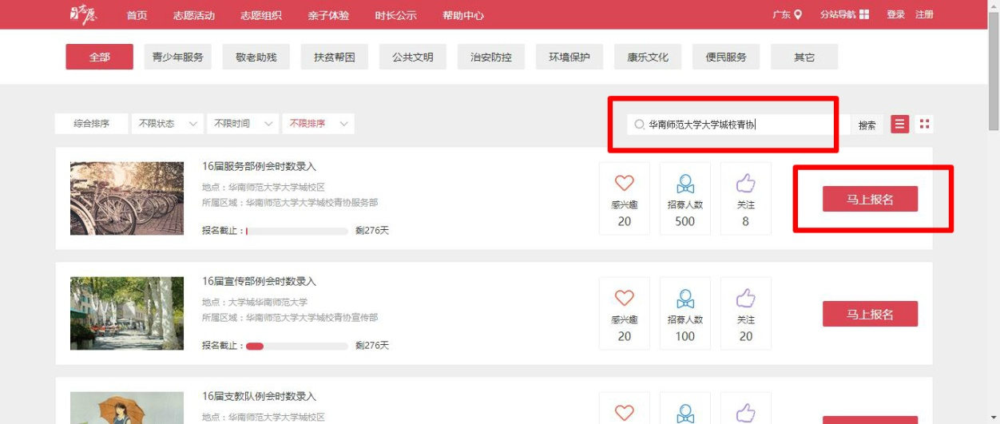 i志愿 首页 志愿活动 志愿组织 亲子体验 时长公示 帮助中心 广东 分站导航 登录 注册
全部 青少年服务 敬老助残 扶贫帮困 公共文明 治安防控 环境保护 康乐文化 便民服务 其它
综合排序 不限状态 不限时间 不限排序 华南师范大学大学城校青协 搜索
16届服务部例会时数录入
地点：华南师范大学大学城校区
所属区域：华南师范大学大学城校青协服务部
报名截止： 剩276天
感兴趣 招募人数 关注
20 500 8
马上报名
16届宣传部例会时数录入
地点：大学城华南师范大学
所属区域：华南师范大学大学城校青协宣传部
报名截止： 剩276天
感兴趣 招募人数 关注
20 100 20
马上报名
16届支教队例会时数录入
地点：华南师范大学大学城校区